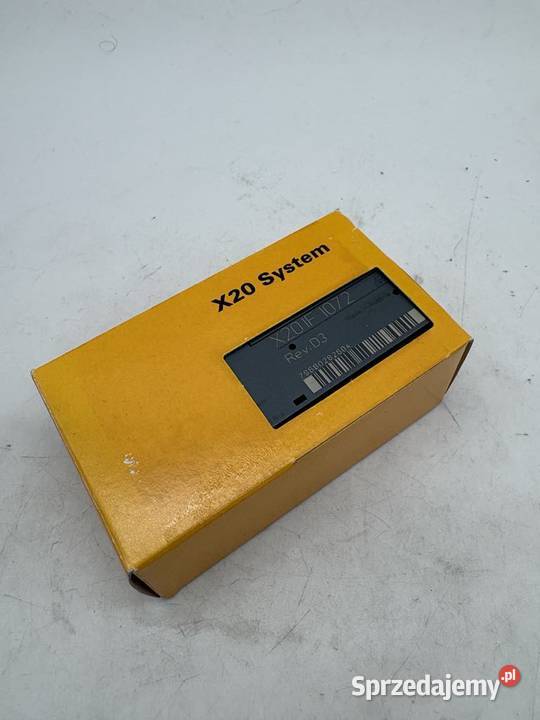 X20 System
X20IF1072
Rev.D3
Sprzedajemy.pl